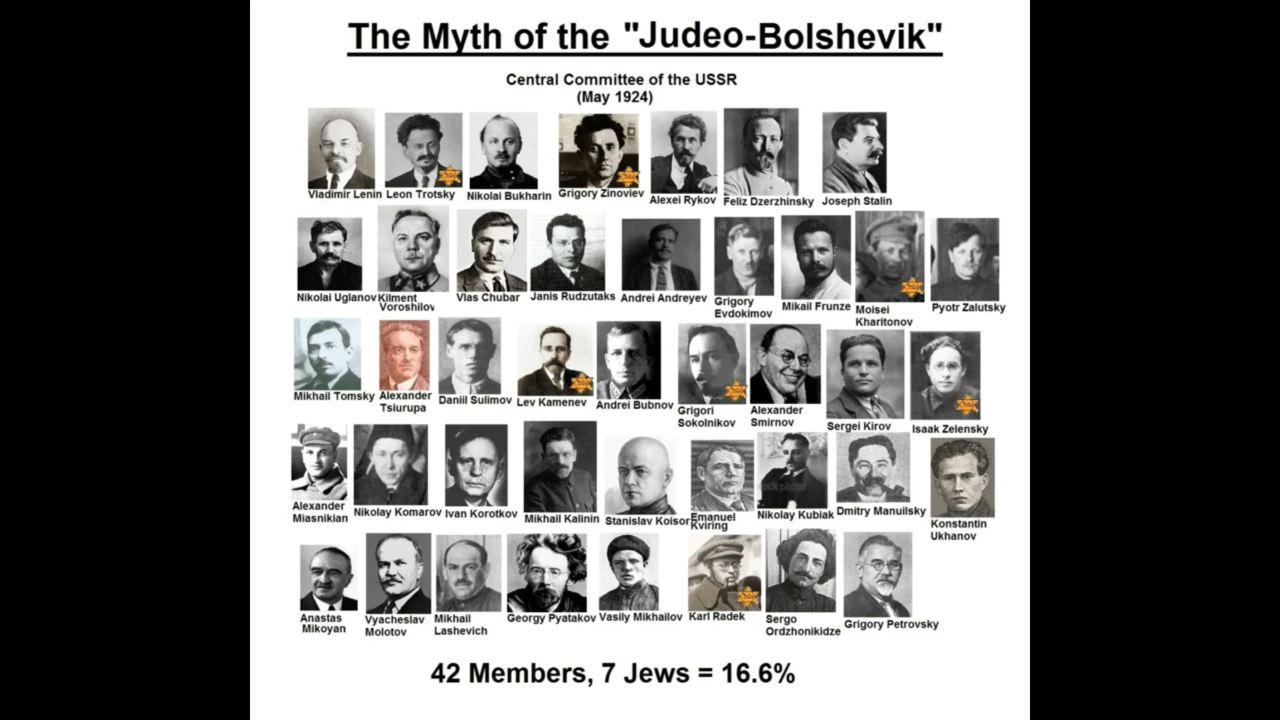 The Myth of the "Judeo-Bolshevik"
Central Committee of the USSR
(May 1924)
Vladimir Lenin
Leon Trotsky
Nikolai Bukharin
Grigory Zinoviev
Alexei Rykov
Feliz Dzerzhinsky
Joseph Stalin
Nikolai Uglanov
Kilment
Voroshilov
Vlas Chubar
Janis Rudzutaks
Andrei Andreyev
Grigory
Evdokimov
Mikail Frunze
Moisei
Kharitonov
Pyotr Zalutsky
Mikhail Tomsky
Alexander
Tsiurupa
Daniil Sulimov
Lev Kamenev
Andrei Bubnov
Grigori
Sokolnikov
Alexander
Smirnov
Sergei Kirov
Isaak Zelensky
Alexander
Miasnikian
Nikolay Komarov
Ivan Korotkov
Mikhail Kalinin
Stanislav Koisor
Emanuel
Kviring
Nikolay Kubiak
Dmitry Manuilsky
Konstantin
Ukhanov
Anastas
Mikoyan
Vyacheslav
Molotov
Mikhail
Lashevich
Georgy Pyatakov
Vasily Mikhailov
Karl Radek
Sergo
Ordzhonikidze
Grigory Petrovsky
42 Members, 7 Jews = 16.6%